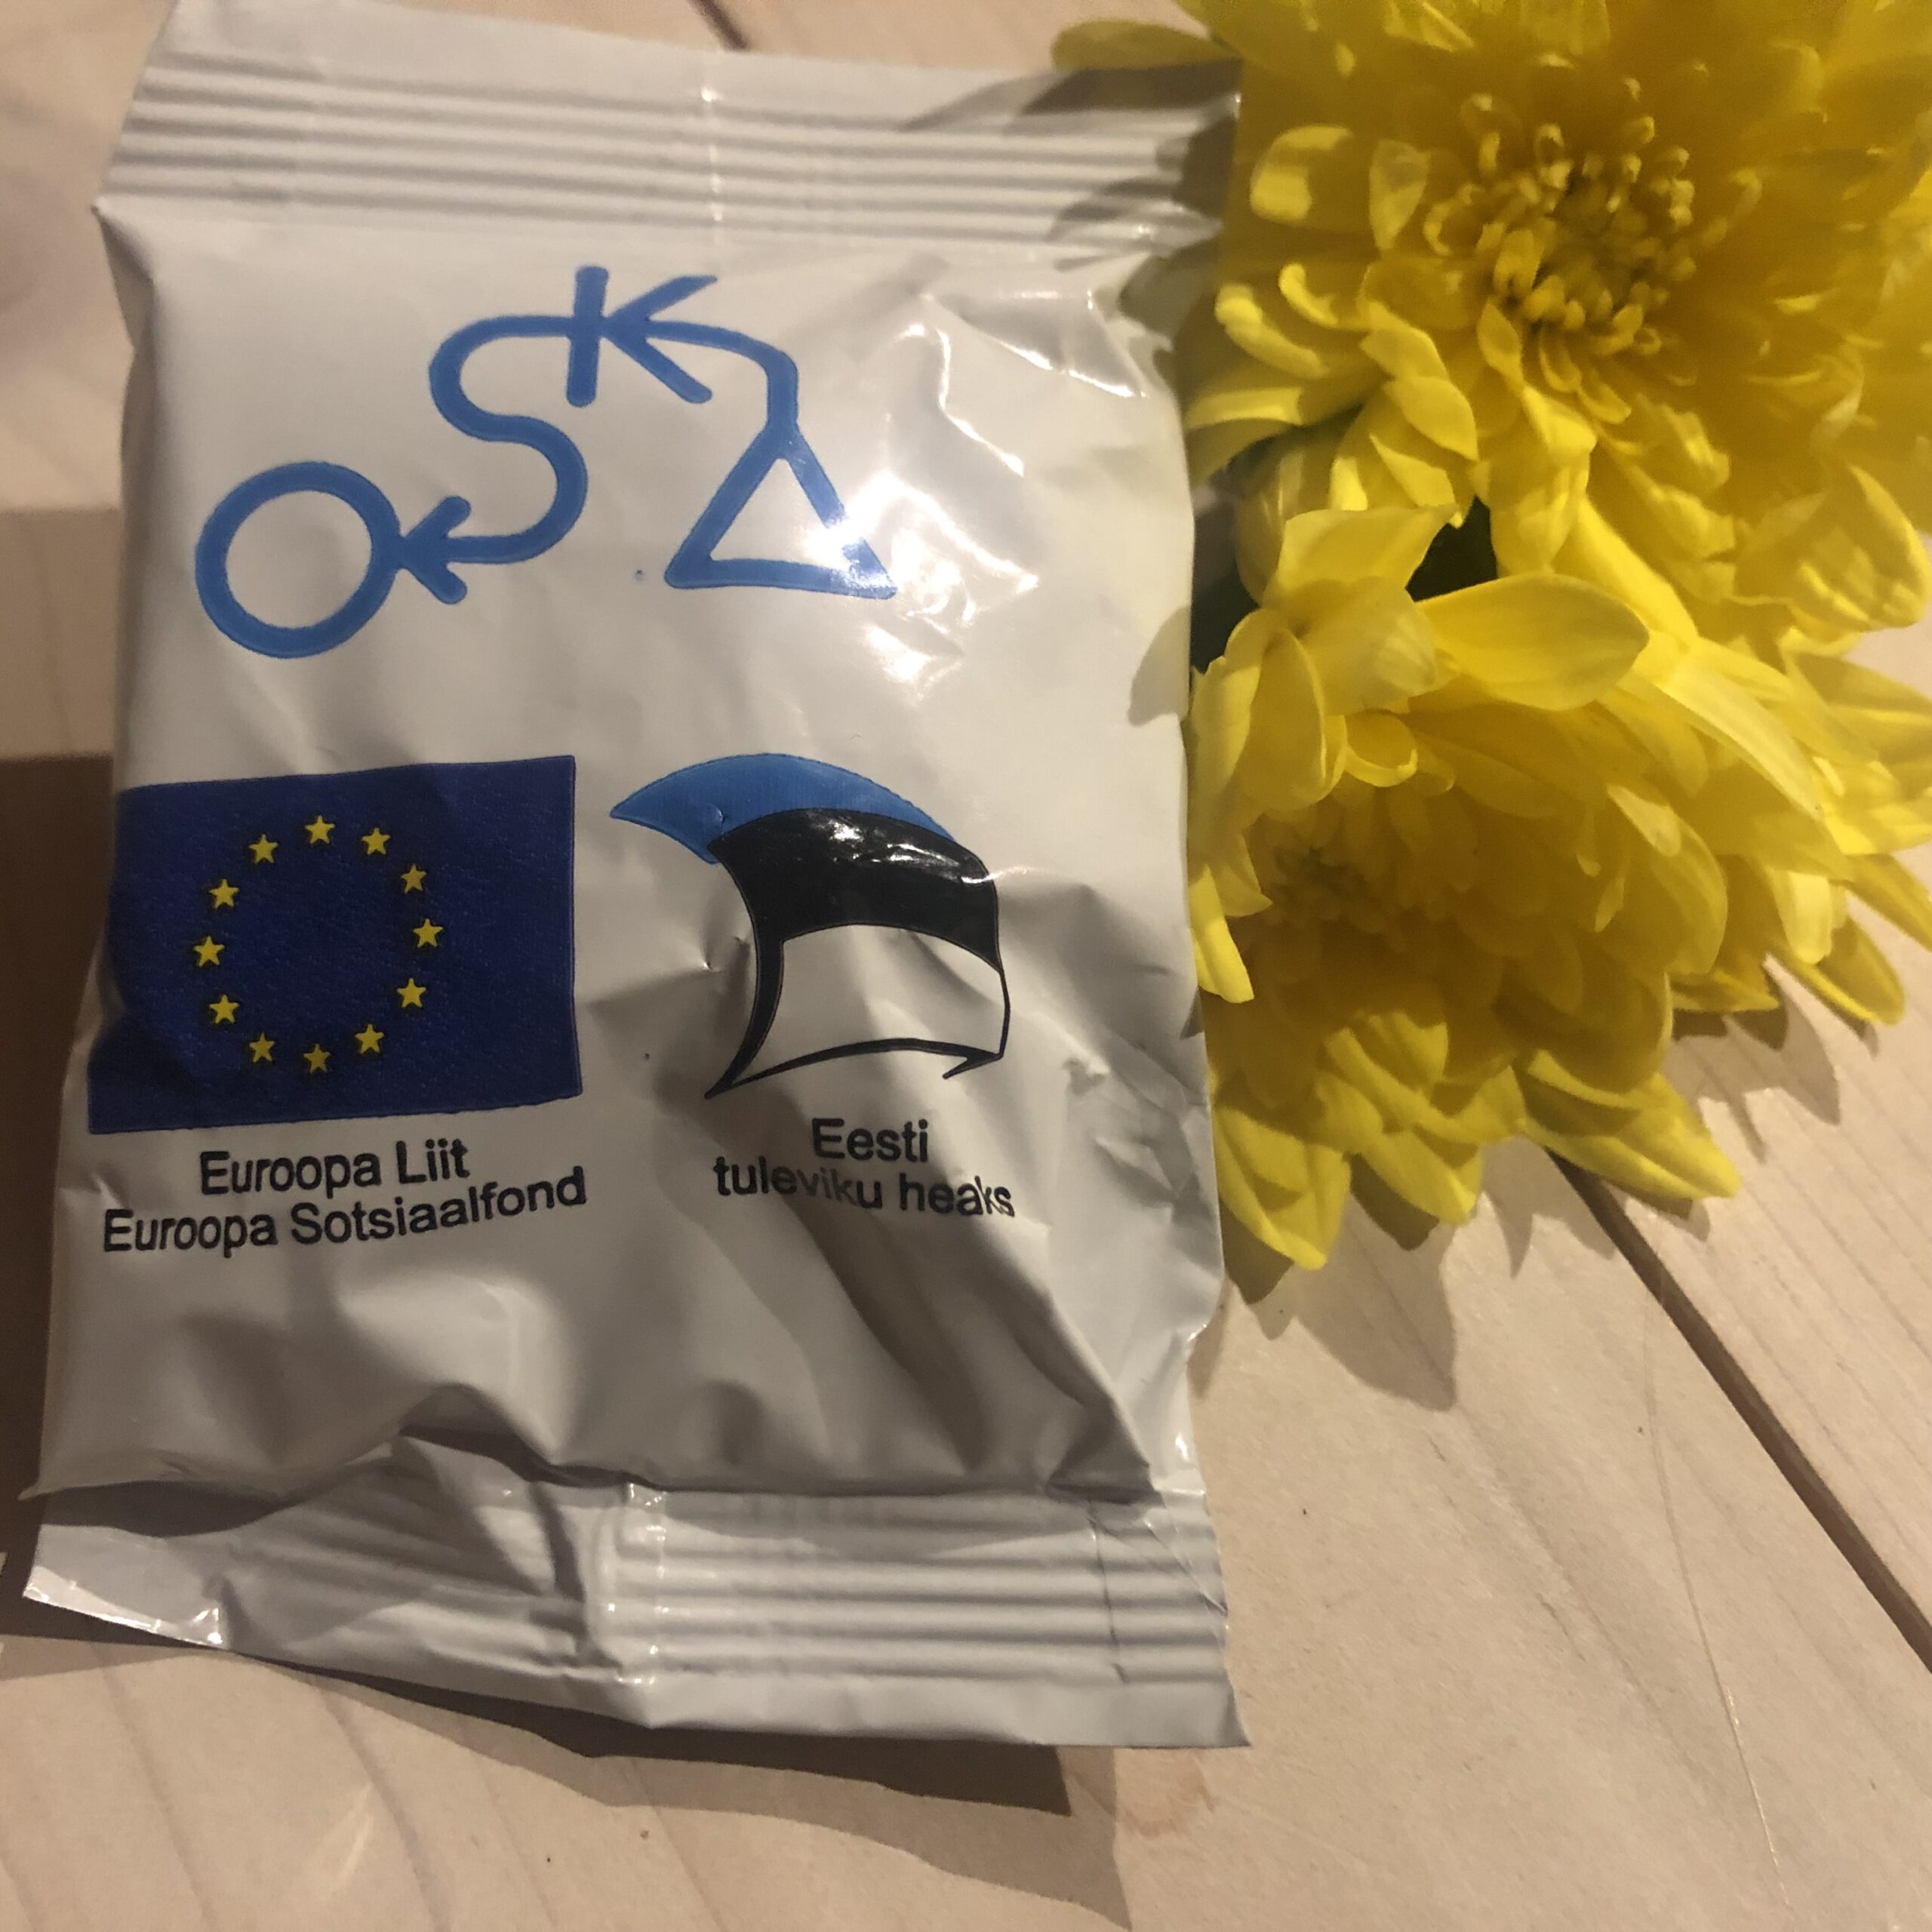 OSKA
Euroopa Liit
Euroopa Sotsiaalfond
Eesti
tuleviku heaks